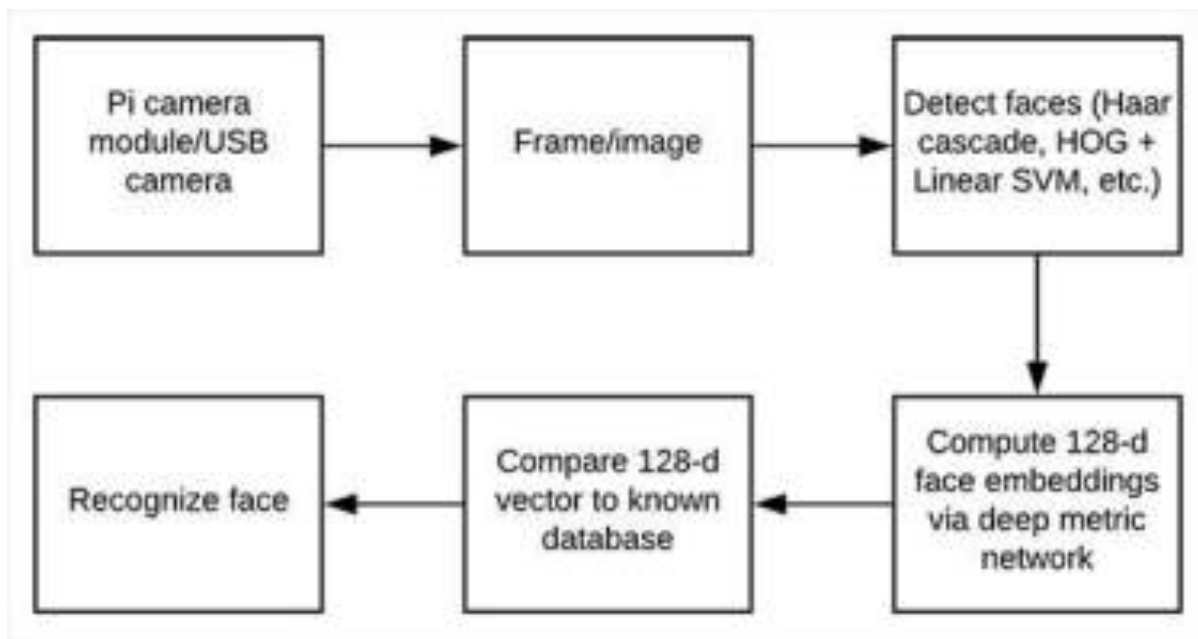 Pi camera
module/USB
camera
Frame/image
Detect faces (Haar
cascade, HOG +
Linear SVM, etc.)
Compute 128-d
face embeddings
via deep metric
network
Compare 128-d
vector to known
database
Recognize face